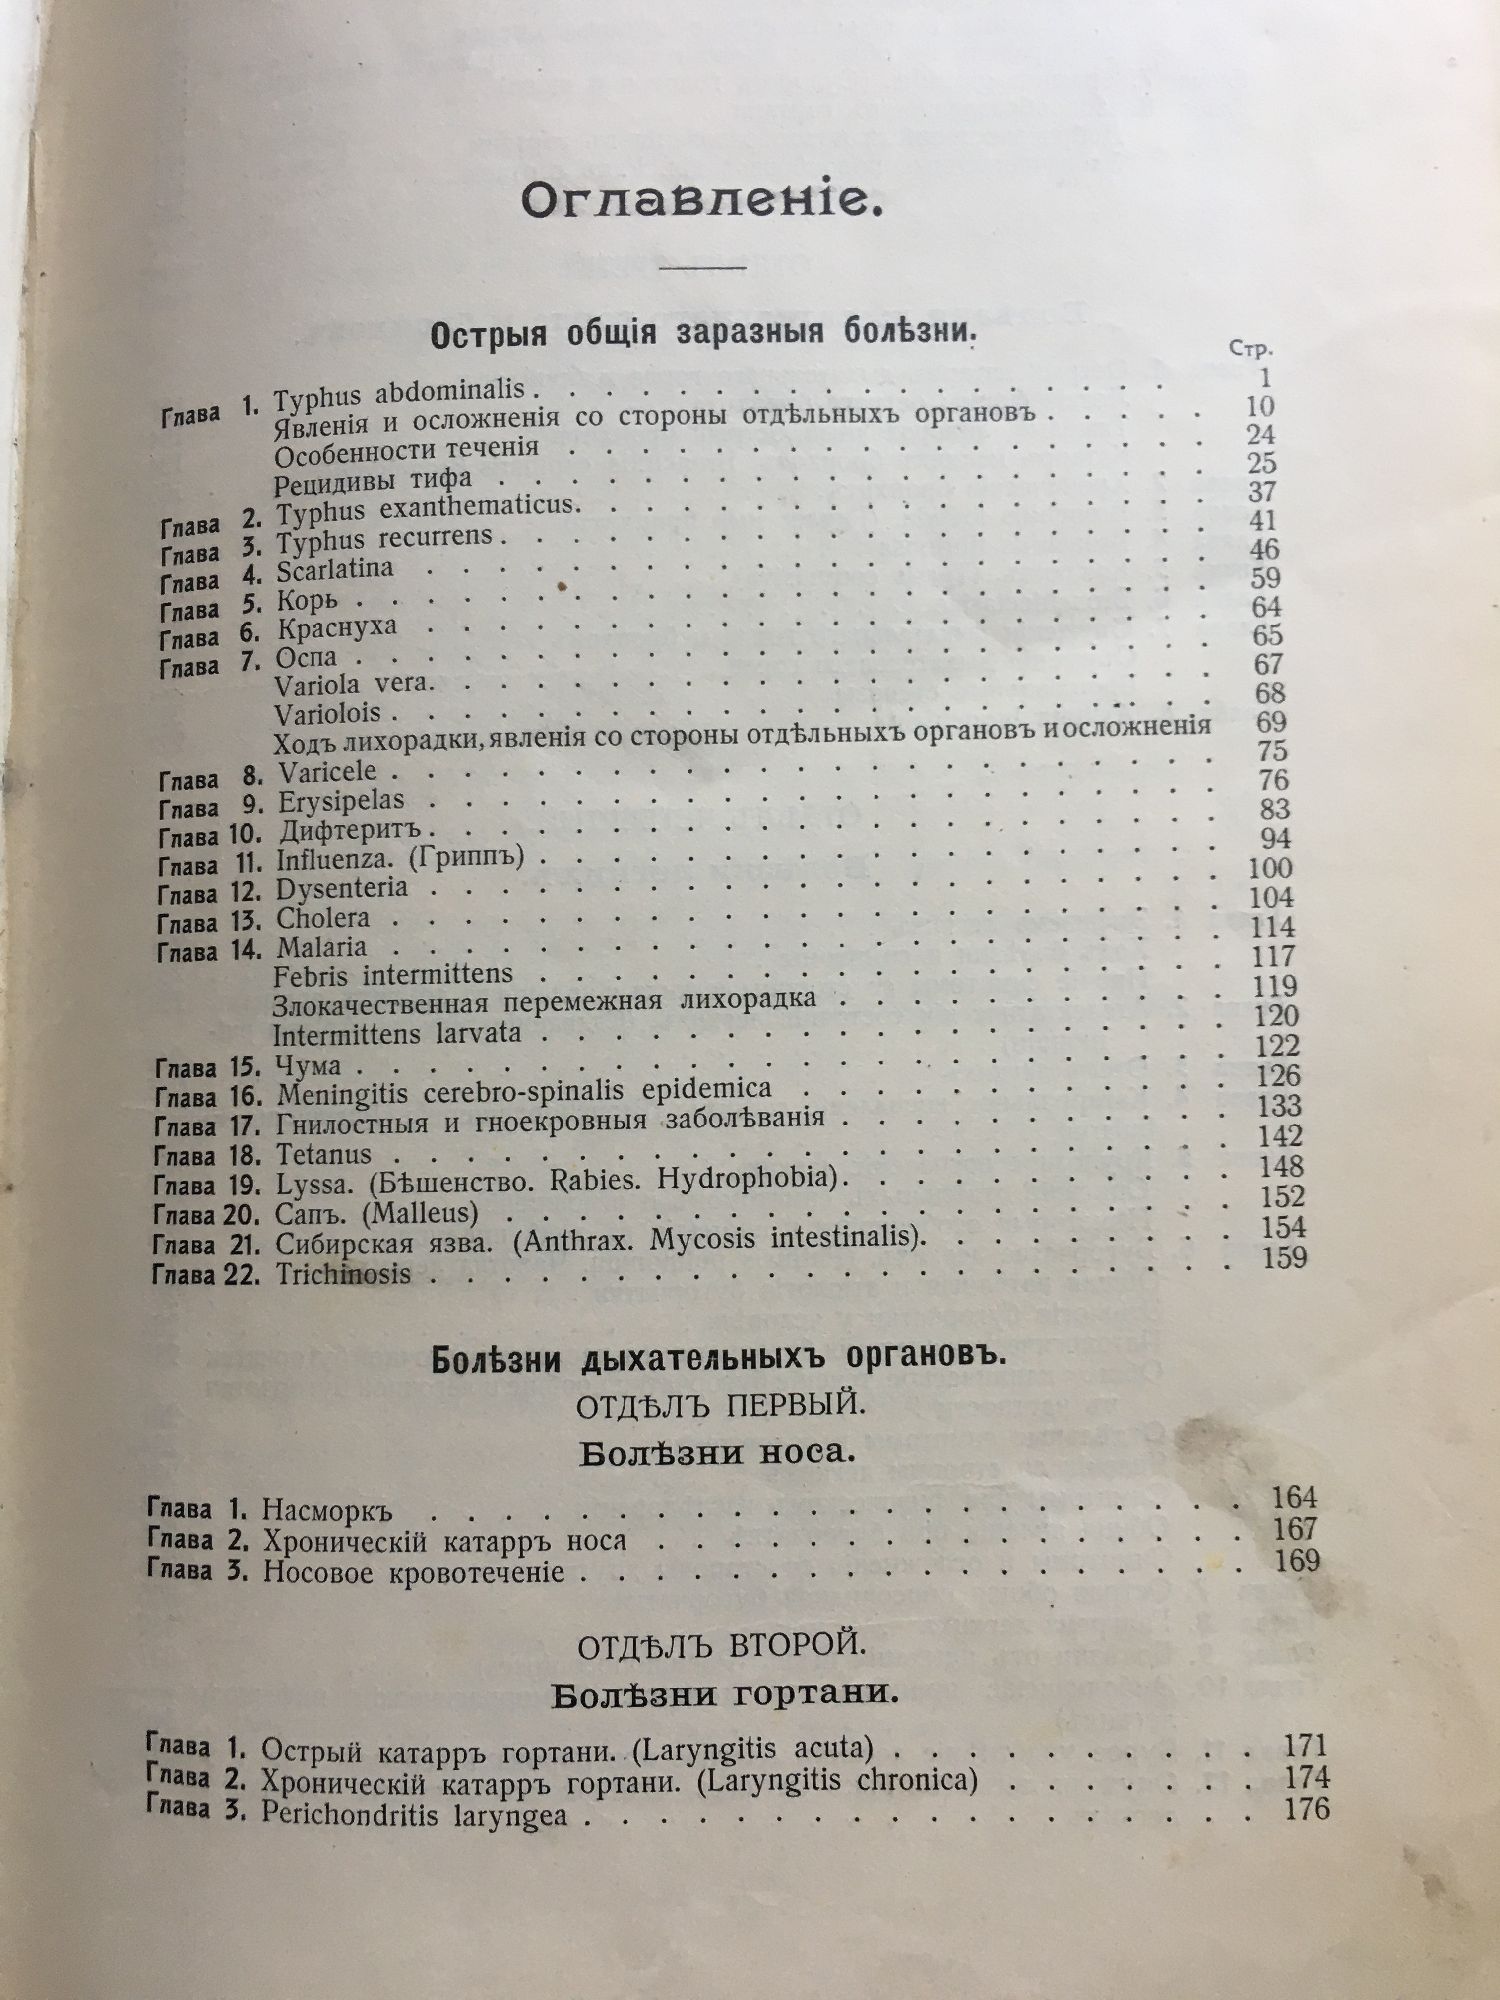 Оглавленіе.
Острыя общія заразныя болѣзни.
Стр.
Глава 1. Typhus abdominalis . . . . . . . . . . . . . . . . . 1
Явленія и осложненія со стороны отдѣльныхъ органовъ . . . . . 10
Особенности теченія . . . . . . . . . . . . . . . . . 24
Рецидивы тифа . . . . . . . . . . . . . . . . . . . 25
Глава 2. Typhus exanthematicus. . . . . . . . . . . . . . . . . 37
Глава 3. Typhus recurrens . . . . . . . . . . . . . . . . . . . 41
Глава 4. Scarlatina . . . . . . . . . . . . . . . . . . . . . 46
Глава 5. Корь . . . . . . . . . . . . . . . . . . . . . . . 59
Глава 6. Краснуха . . . . . . . . . . . . . . . . . . . . . 64
Глава 7. Оспа . . . . . . . . . . . . . . . . . . . . . . . 65
Variola vera. . . . . . . . . . . . . . . . . . . . . 67
Variolois . . . . . . . . . . . . . . . . . . . . . . 68
Ходъ лихорадки, явленія со стороны отдѣльныхъ органовъ и осложненія 69
Глава 8. Varicele . . . . . . . . . . . . . . . . . . . . . . 75
Глава 9. Erysipelas . . . . . . . . . . . . . . . . . . . . . 76
Глава 10. Дифтеритъ . . . . . . . . . . . . . . . . . . . . . 83
Глава 11. Influenza. (Гриппъ) . . . . . . . . . . . . . . . . . . 94
Глава 12. Dysenteria . . . . . . . . . . . . . . . . . . . . . 100
Глава 13. Cholera . . . . . . . . . . . . . . . . . . . . . . 104
Глава 14. Malaria . . . . . . . . . . . . . . . . . . . . . . 114
Febris intermittens . . . . . . . . . . . . . . . . . . 117
Злокачественная перемежная лихорадка . . . . . . . . . . 119
Intermittens larvata . . . . . . . . . . . . . . . . . . 120
Глава 15. Чума . . . . . . . . . . . . . . . . . . . . . . . 122
Глава 16. Meningitis cerebro-spinalis epidemica . . . . . . . . . . . 126
Глава 17. Гнилостныя и гноекровныя заболѣванія . . . . . . . . . . 133
Глава 18. Tetanus . . . . . . . . . . . . . . . . . . . . . . 142
Глава 19. Lyssa. (Бѣшенство. Rabies. Hydrophobia). . . . . . . . . . . 148
Глава 20. Сапъ. (Malleus) . . . . . . . . . . . . . . . . . . . 152
Глава 21. Сибирская язва. (Anthrax. Mycosis intestinalis). . . . . . . . . 154
Глава 22. Trichinosis . . . . . . . . . . . . . . . . . . . . . 159
Болѣзни дыхательныхъ органовъ.
ОТДѢЛЪ ПЕРВЫЙ.
Болѣзни носа.
Глава 1. Насморкъ . . . . . . . . . . . . . . . . . . . . . 164
Глава 2. Хроническій катарръ носа . . . . . . . . . . . . . . . 167
Глава 3. Носовое кровотеченіе . . . . . . . . . . . . . . . . . 169
ОТДѢЛЪ ВТОРОЙ.
Болѣзни гортани.
Глава 1. Острый катарръ гортани. (Laryngitis acuta) . . . . . . . . . . 171
Глава 2. Хроническій катарръ гортани. (Laryngitis chronica) . . . . . . . 174
Глава 3. Perichondritis laryngea . . . . . . . . . . . . . . . . . . 176